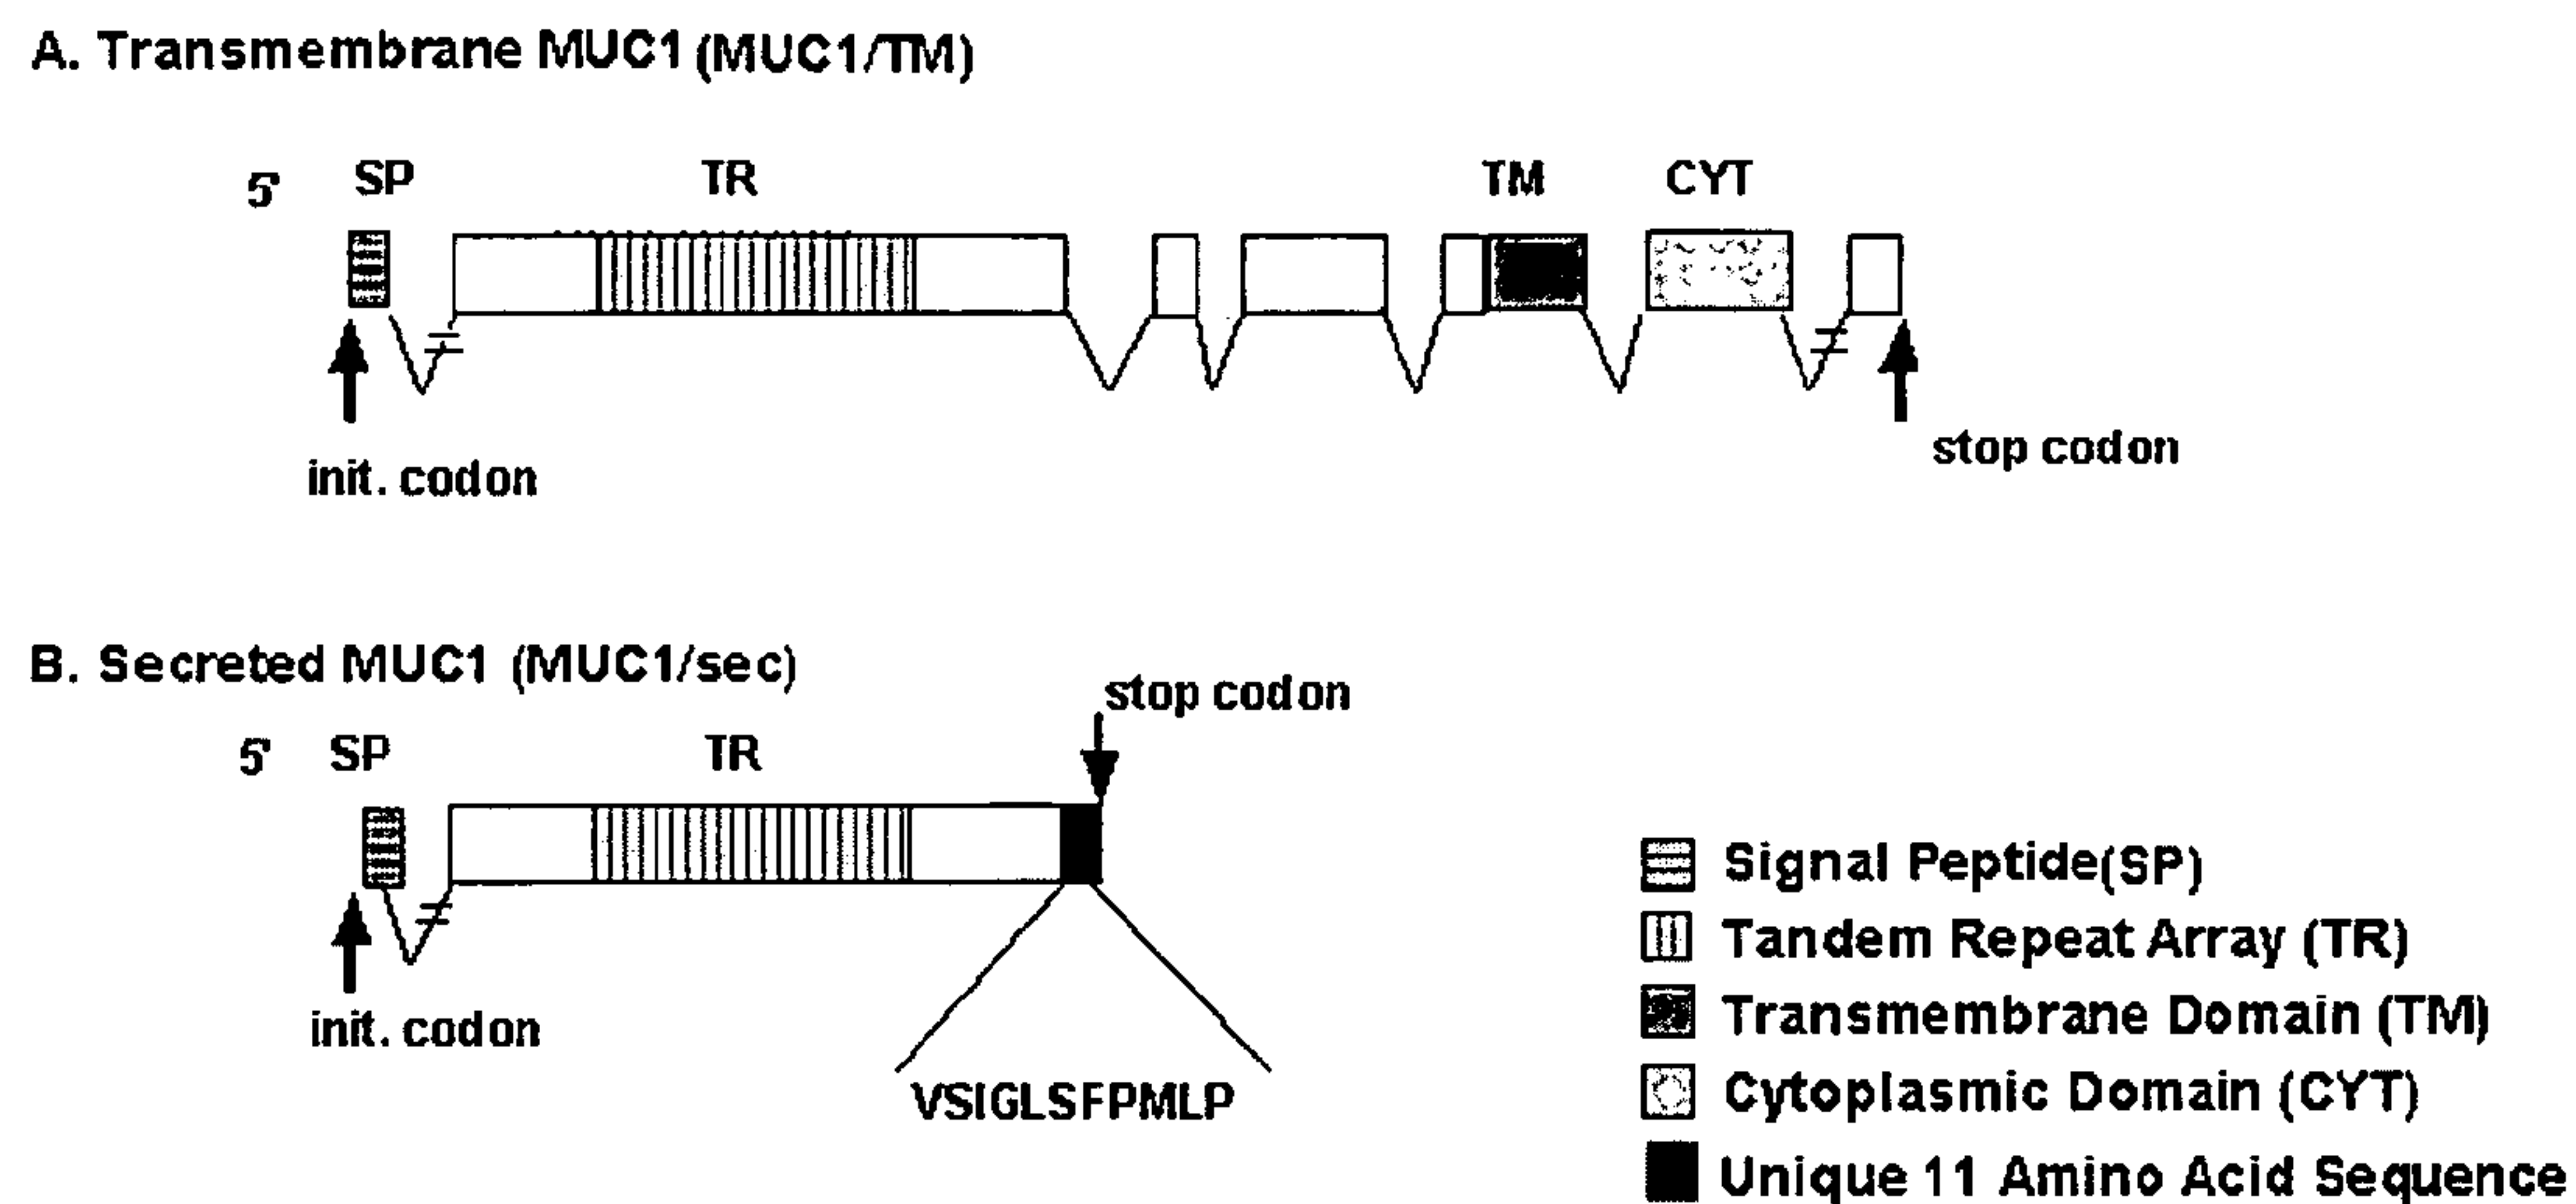 A. Transmembrane MUC1 (MUC1/TM)
5' SP TR TM CYT
init. codon
stop codon
B. Secreted MUC1 (MUC1/sec)
stop codon
5' SP TR
init. codon
VSIGLSFPMLP
Signal Peptide(SP)
Tandem Repeat Array (TR)
Transmembrane Domain (TM)
Cytoplasmic Domain (CYT)
Unique 11 Amino Acid Sequence